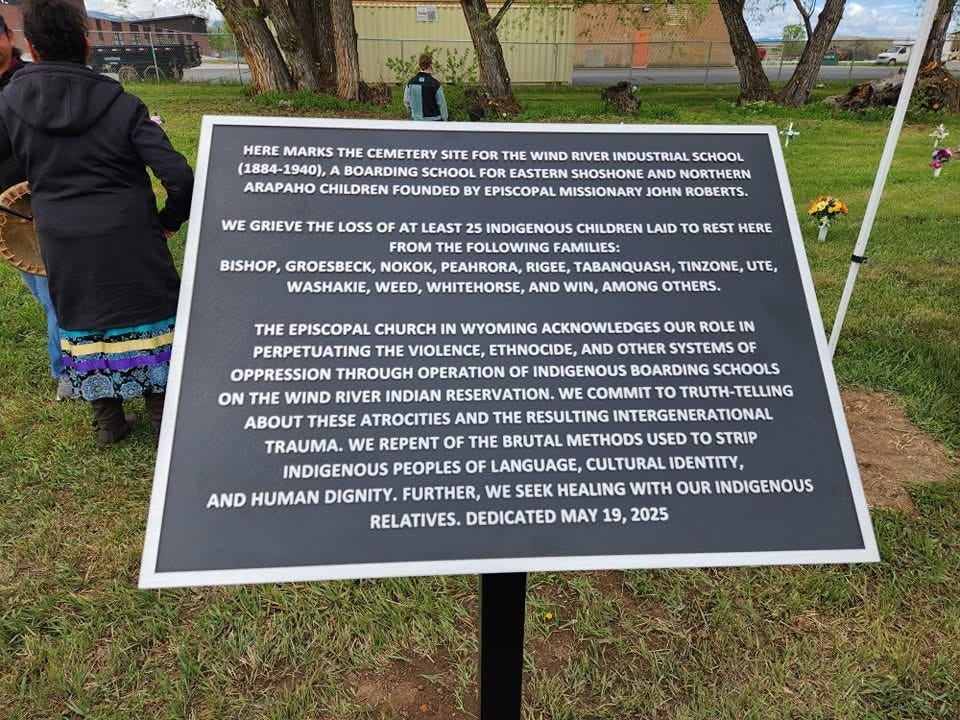 HERE MARKS THE CEMETERY SITE FOR THE WIND RIVER INDUSTRIAL SCHOOL
(1884-1940), A BOARDING SCHOOL FOR EASTERN SHOSHONE AND NORTHERN
ARAPAHO CHILDREN FOUNDED BY EPISCOPAL MISSIONARY JOHN ROBERTS.
WE GRIEVE THE LOSS OF AT LEAST 25 INDIGENOUS CHILDREN LAID TO REST HERE
FROM THE FOLLOWING FAMILIES:
BISHOP, GROESBECK, NOKOK, PEAHRORA, RIGEE, TABANQUASH, TINZONE, UTE,
WASHAKIE, WEED, WHITEHORSE, AND WIN, AMONG OTHERS.
THE EPISCOPAL CHURCH IN WYOMING ACKNOWLEDGES OUR ROLE IN
PERPETUATING THE VIOLENCE, ETHNOCIDE, AND OTHER SYSTEMS OF
OPPRESSION THROUGH OPERATION OF INDIGENOUS BOARDING SCHOOLS
ON THE WIND RIVER INDIAN RESERVATION. WE COMMIT TO TRUTH-TELLING
ABOUT THESE ATROCITIES AND THE RESULTING INTERGENERATIONAL
TRAUMA. WE REPENT OF THE BRUTAL METHODS USED TO STRIP
INDIGENOUS PEOPLES OF LANGUAGE, CULTURAL IDENTITY,
AND HUMAN DIGNITY. FURTHER, WE SEEK HEALING WITH OUR INDIGENOUS
RELATIVES. DEDICATED MAY 19, 2025